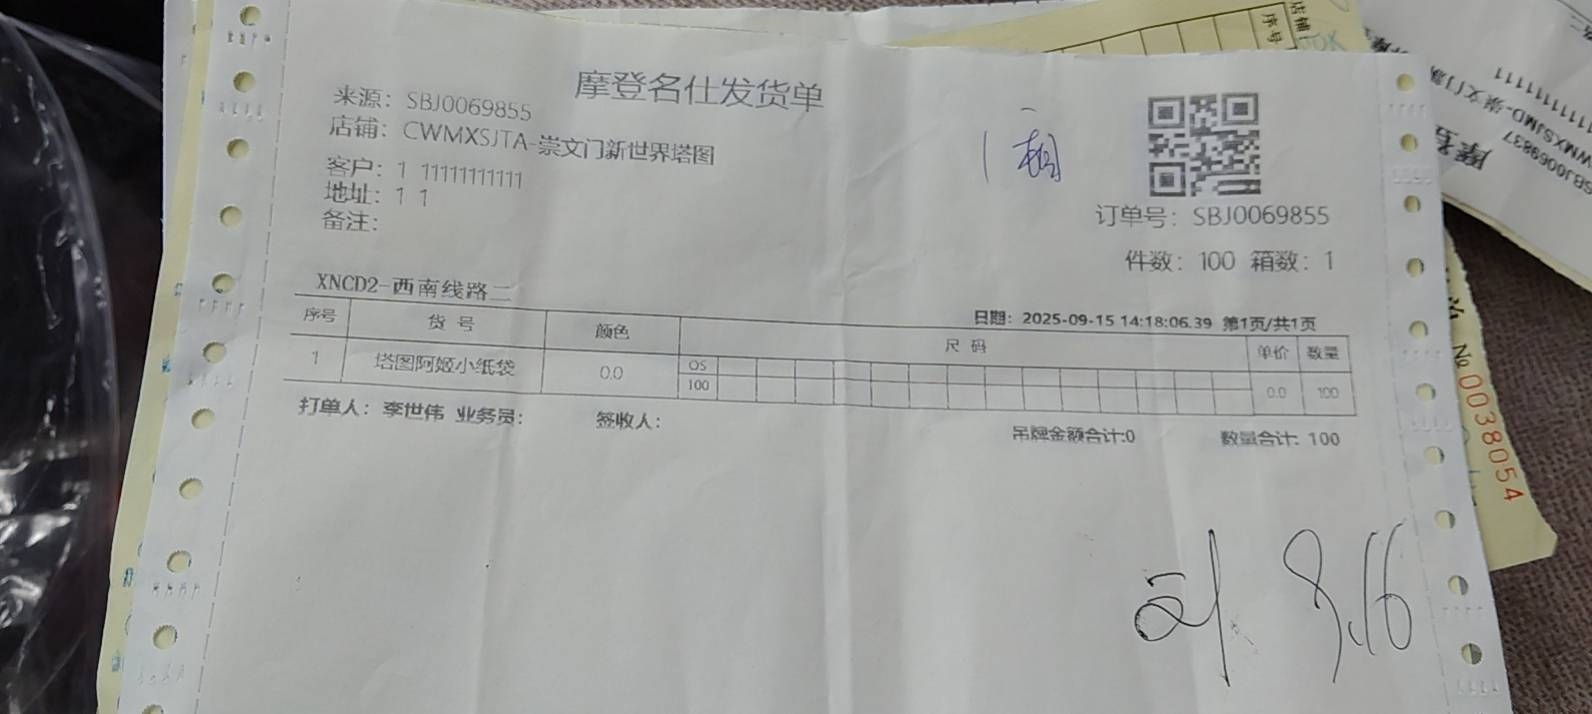 摩登名仕发货单
来源：SBJ0069855
店铺：CWMXSJTA-崇文门新世界塔图
客户：1 11111111111
地址：1 1
备注：
1箱
订单号：SBJ0069855
件数：100 箱数：1
XNCD2-西南线路二
日期：2025-09-15 14:18:06.39 第1页/共1页
序号 货号 颜色 尺码 单价 数量
1 塔图阿姬小纸袋 0.0 OS 0.0 100
100
打单人：李世伟 业务员： 签收人： 吊牌金额合计:0 数量合计: 100
9.16
店铺
序号
№0038054
SBJ0069837